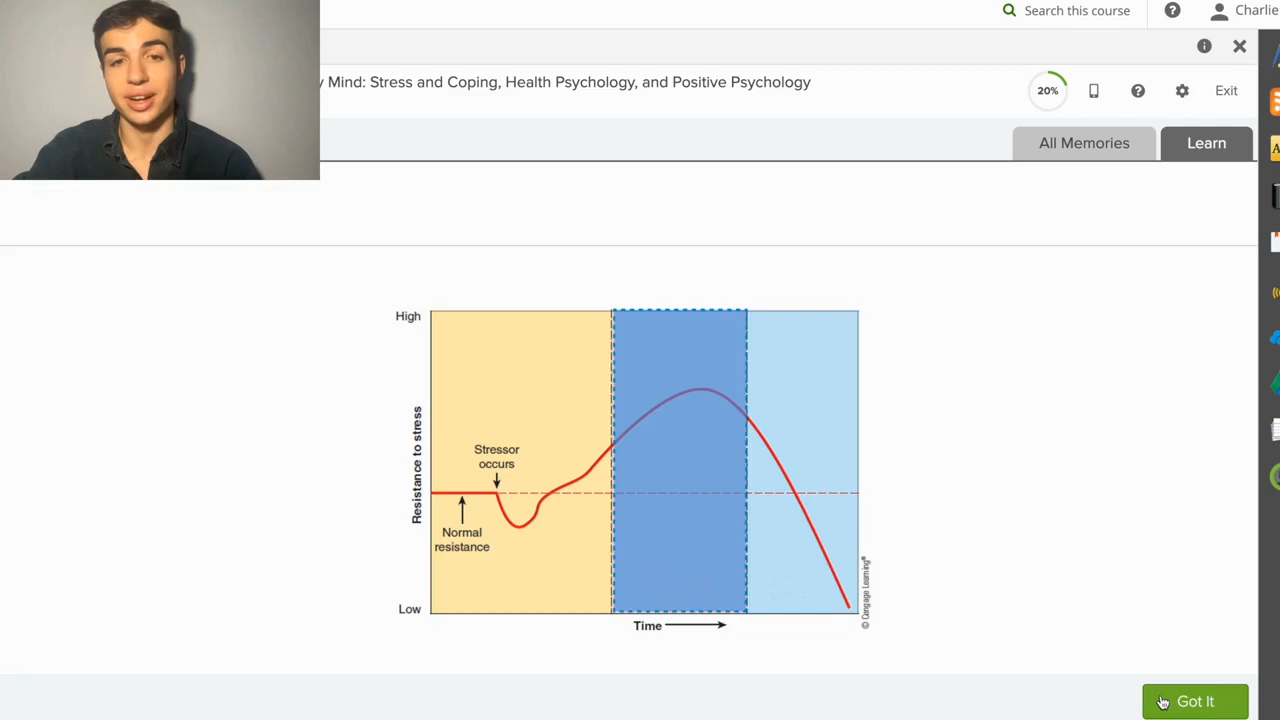 Search this course
Charlie
y Mind: Stress and Coping, Health Psychology, and Positive Psychology
20%
Exit
All Memories
Learn
High
Resistance to stress
Stressor
occurs
Normal
resistance
Low
Time
© Cengage Learning®
Got It